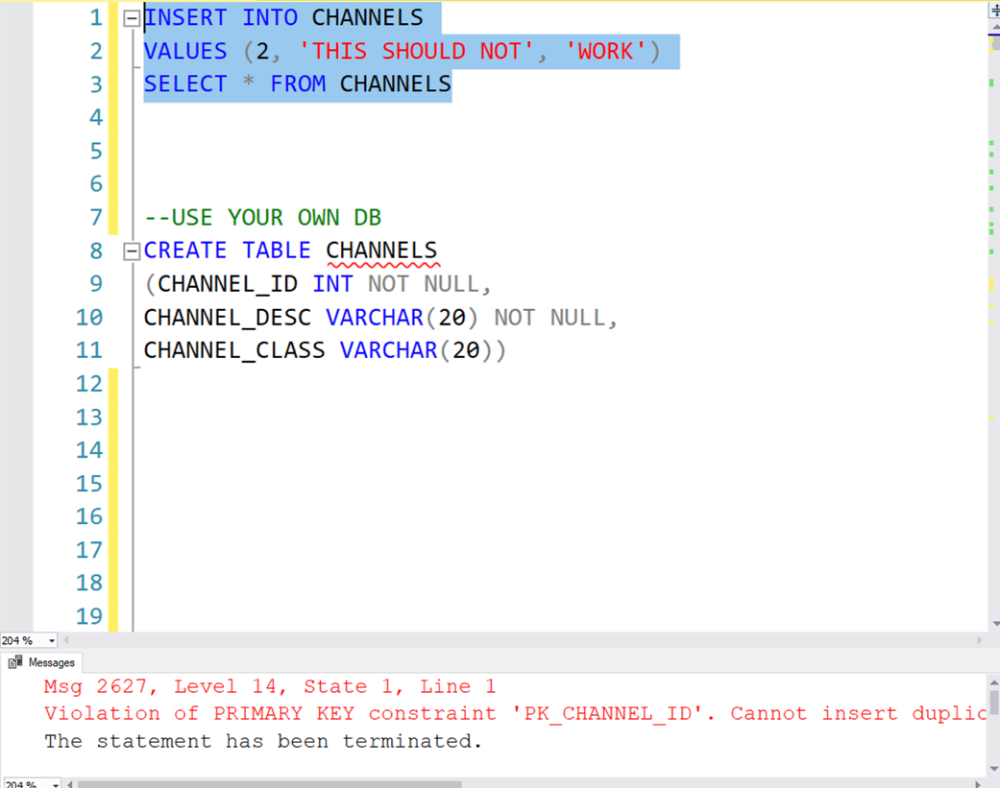 1 INSERT INTO CHANNELS
2 VALUES (2, 'THIS SHOULD NOT', 'WORK')
3 SELECT * FROM CHANNELS
4
5
6
7 --USE YOUR OWN DB
8 CREATE TABLE CHANNELS
9 (CHANNEL_ID INT NOT NULL,
10 CHANNEL_DESC VARCHAR(20) NOT NULL,
11 CHANNEL_CLASS VARCHAR(20))
12
13
14
15
16
17
18
19
204 %
Messages
Msg 2627, Level 14, State 1, Line 1
Violation of PRIMARY KEY constraint 'PK_CHANNEL_ID'. Cannot insert duplic
The statement has been terminated.
204 %